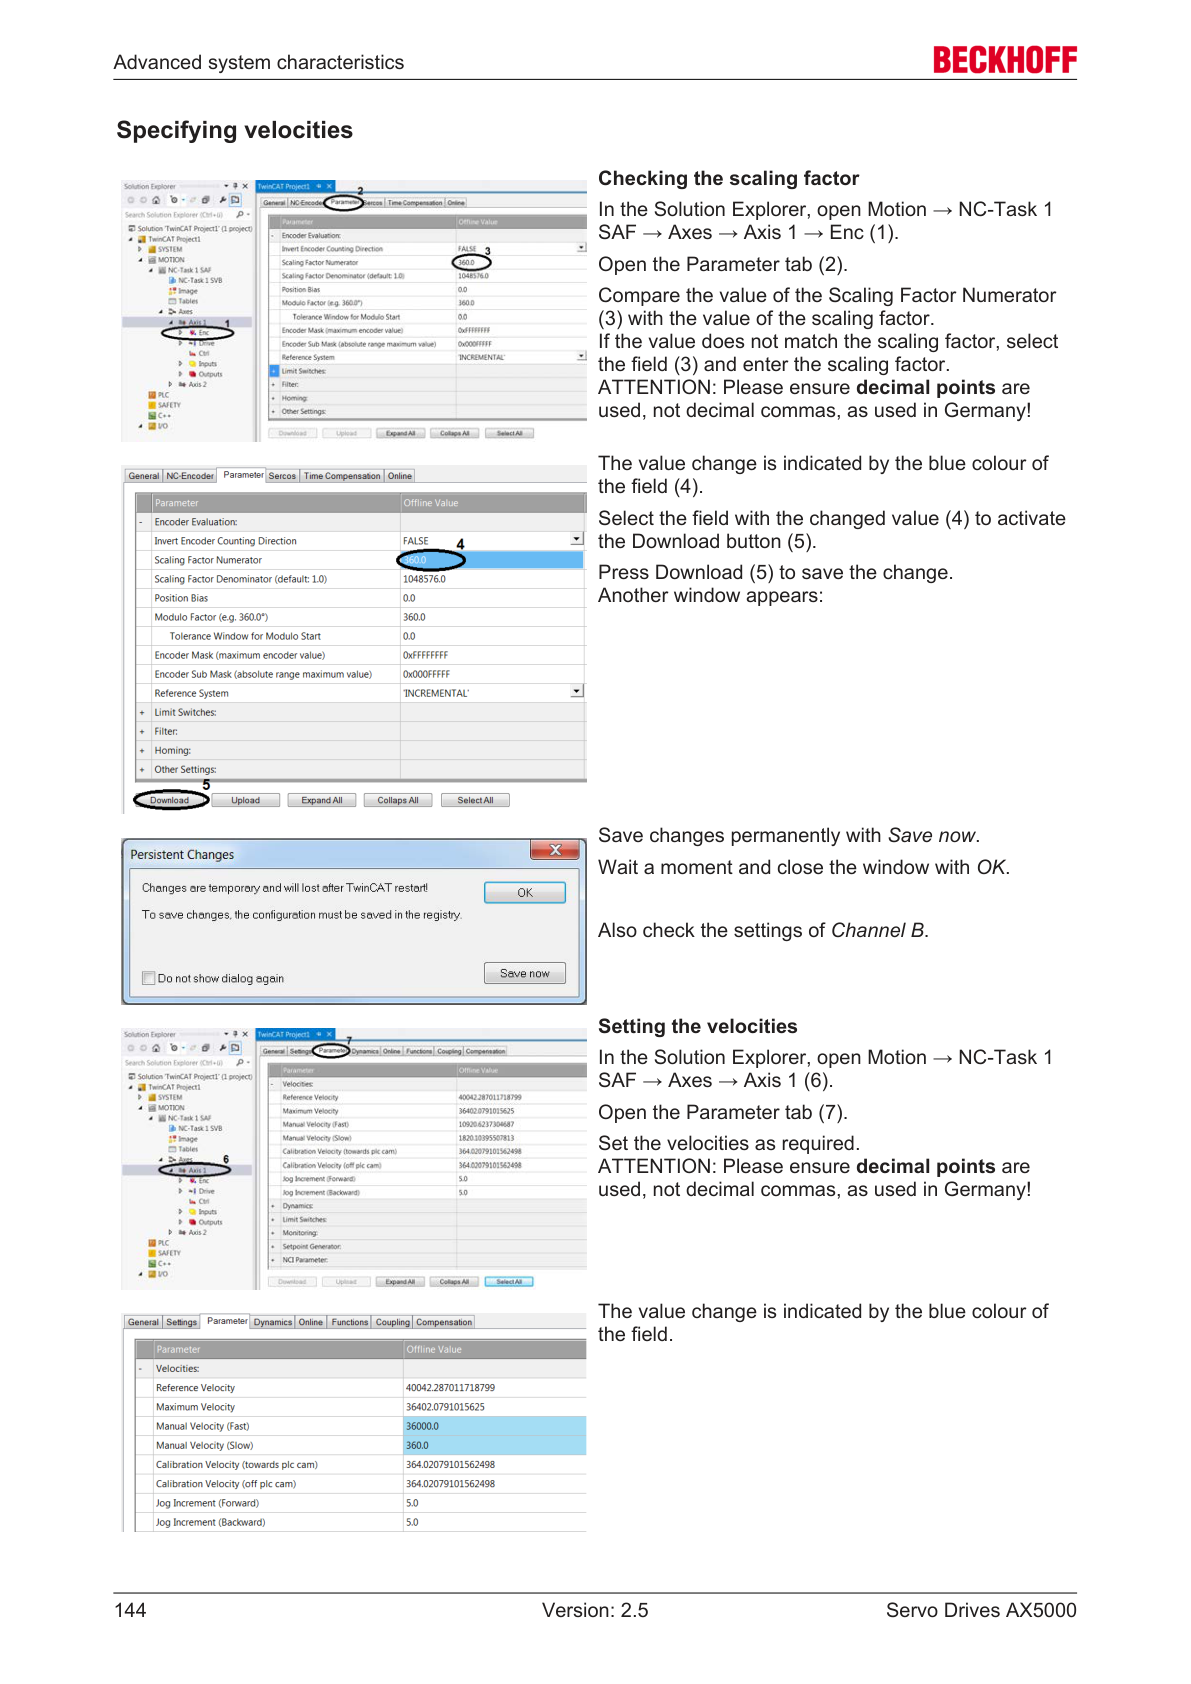 Advanced system characteristics
BECKHOFF
Specifying velocities
Solution Explorer
TwinCAT Project1
2
General NC-Encoder Parameter Sercos Time Compensation Online
Search Solution Explorer (Ctrl+ü)
Solution 'TwinCAT Project1' (1 project)
TwinCAT Project1
SYSTEM
MOTION
NC-Task 1 SAF
NC-Task 1 SVB
Image
Tables
Axes
Axis 1
1
Enc
Drive
Ctrl
Inputs
Outputs
Axis 2
PLC
SAFETY
C++
I/O
Parameter Offline Value
- Encoder Evaluation:
Invert Encoder Counting Direction FALSE
3
Scaling Factor Numerator 360.0
Scaling Factor Denominator (default: 1.0) 1048576.0
Position Bias 0.0
Modulo Factor (e.g. 360.0°) 360.0
Tolerance Window for Modulo Start 0.0
Encoder Mask (maximum encoder value) 0xFFFFFFFF
Encoder Sub Mask (absolute range maximum value) 0x000FFFFF
Reference System 'INCREMENTAL'
+ Limit Switches:
+ Filter:
+ Homing:
+ Other Settings:
Download Upload Expand All Collaps All Select All
Checking the scaling factor
In the Solution Explorer, open Motion → NC-Task 1
SAF → Axes → Axis 1 → Enc (1).
Open the Parameter tab (2).
Compare the value of the Scaling Factor Numerator
(3) with the value of the scaling factor.
If the value does not match the scaling factor, select
the field (3) and enter the scaling factor.
ATTENTION: Please ensure decimal points are
used, not decimal commas, as used in Germany!
General NC-Encoder Parameter Sercos Time Compensation Online
Parameter Offline Value
- Encoder Evaluation:
Invert Encoder Counting Direction FALSE
4
Scaling Factor Numerator 360.0
Scaling Factor Denominator (default: 1.0) 1048576.0
Position Bias 0.0
Modulo Factor (e.g. 360.0°) 360.0
Tolerance Window for Modulo Start 0.0
Encoder Mask (maximum encoder value) 0xFFFFFFFF
Encoder Sub Mask (absolute range maximum value) 0x000FFFFF
Reference System 'INCREMENTAL'
+ Limit Switches:
+ Filter:
+ Homing:
+ Other Settings:
5
Download Upload Expand All Collaps All Select All
The value change is indicated by the blue colour of
the field (4).
Select the field with the changed value (4) to activate
the Download button (5).
Press Download (5) to save the change.
Another window appears:
Persistent Changes
X
Changes are temporary and will lost after TwinCAT restart!
OK
To save changes, the configuration must be saved in the registry.
Do not show dialog again
Save now
Save changes permanently with Save now.
Wait a moment and close the window with OK.
Also check the settings of Channel B.
Solution Explorer
TwinCAT Project1
7
General Settings Parameter Dynamics Online Functions Coupling Compensation
Search Solution Explorer (Ctrl+ü)
Solution 'TwinCAT Project1' (1 project)
TwinCAT Project1
SYSTEM
MOTION
NC-Task 1 SAF
NC-Task 1 SVB
Image
Tables
Axes
6
Axis 1
Enc
Drive
Ctrl
Inputs
Outputs
Axis 2
PLC
SAFETY
C++
I/O
Parameter Offline Value
- Velocities:
Reference Velocity 40042.287011718799
Maximum Velocity 36402.0791015625
Manual Velocity (Fast) 10920.6237304687
Manual Velocity (Slow) 1820.10395507813
Calibration Velocity (towards plc cam) 364.02079101562498
Calibration Velocity (off plc cam) 364.02079101562498
Jog Increment (Forward) 5.0
Jog Increment (Backward) 5.0
+ Dynamics:
+ Limit Switches:
+ Monitoring:
+ Setpoint Generator:
+ NCI Parameter:
Download Upload Expand All Collaps All Select All
Setting the velocities
In the Solution Explorer, open Motion → NC-Task 1
SAF → Axes → Axis 1 (6).
Open the Parameter tab (7).
Set the velocities as required.
ATTENTION: Please ensure decimal points are
used, not decimal commas, as used in Germany!
General Settings Parameter Dynamics Online Functions Coupling Compensation
Parameter Offline Value
- Velocities:
Reference Velocity 40042.287011718799
Maximum Velocity 36402.0791015625
Manual Velocity (Fast) 36000.0
Manual Velocity (Slow) 360.0
Calibration Velocity (towards plc cam) 364.02079101562498
Calibration Velocity (off plc cam) 364.02079101562498
Jog Increment (Forward) 5.0
Jog Increment (Backward) 5.0
The value change is indicated by the blue colour of
the field.
144 Version: 2.5 Servo Drives AX5000